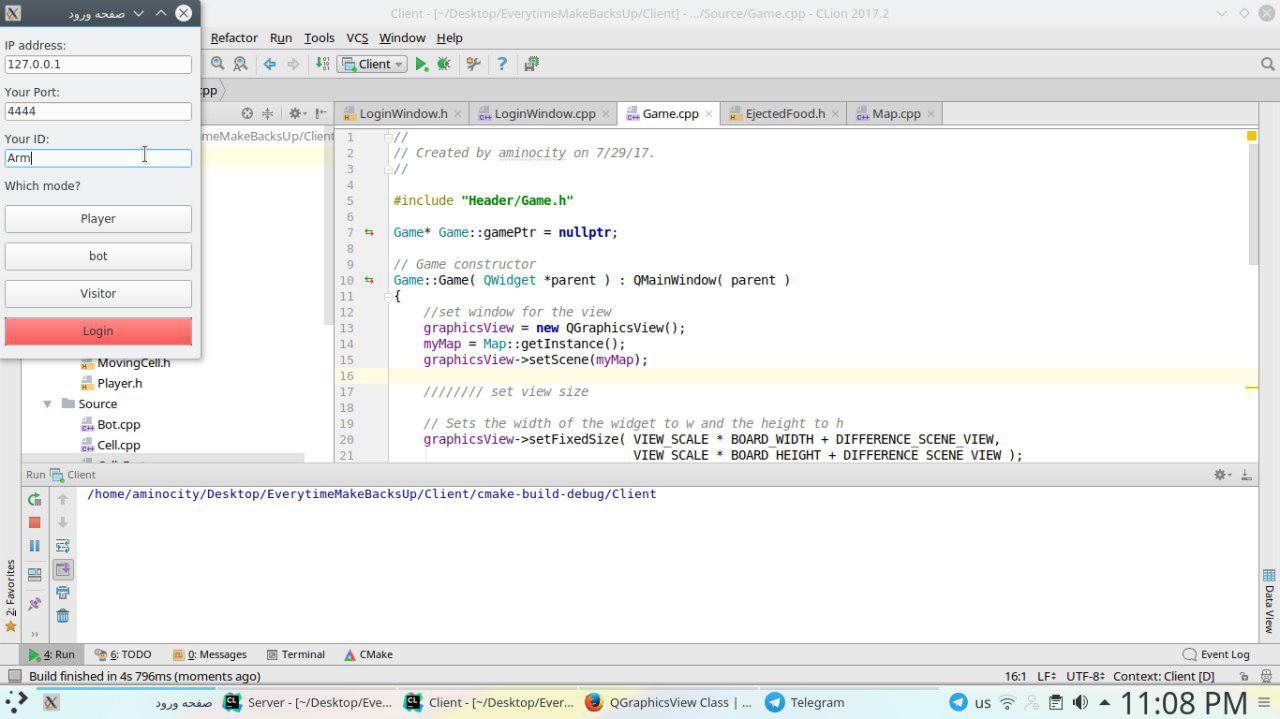 صفحه ورود
Client - [~/Desktop/EverytimeMakeBacksUp/Client] - .../Source/Game.cpp - CLion 2017.2
IP address:
127.0.0.1
Your Port:
4444
Your ID:
Arm
Which mode?
Player
bot
Visitor
Login
Refactor Run Tools VCS Window Help
Client
cpp
meMakeBacksUp/Client
LoginWindow.h LoginWindow.cpp Game.cpp EjectedFood.h Map.cpp
MovingCell.h
Player.h
Source
Bot.cpp
Cell.cpp
1 //
2 // Created by aminocity on 7/29/17.
3 //
4
5 #include "Header/Game.h"
6
7 Game* Game::gamePtr = nullptr;
8
9 // Game constructor
10 Game::Game( QWidget *parent ) : QMainWindow( parent )
11 {
12 //set window for the view
13 graphicsView = new QGraphicsView();
14 myMap = Map::getInstance();
15 graphicsView->setScene(myMap);
16
17 //////// set view size
18
19 // Sets the width of the widget to w and the height to h
20 graphicsView->setFixedSize( VIEW_SCALE * BOARD_WIDTH + DIFFERENCE_SCENE_VIEW,
21 VIEW_SCALE * BOARD_HEIGHT + DIFFERENCE_SCENE_VIEW );
Run Client
/home/aminocity/Desktop/EverytimeMakeBacksUp/Client/cmake-build-debug/Client
2: Favorites
Data View
4: Run 6: TODO 0: Messages Terminal CMake Event Log
Build finished in 4s 796ms (moments ago) 16:1 LF UTF-8 Context: Client [D]
صفحه ورود Server - [~/Desktop/Eve... Client - [~/Desktop/Ever... QGraphicsView Class | ... Telegram us 11:08 PM